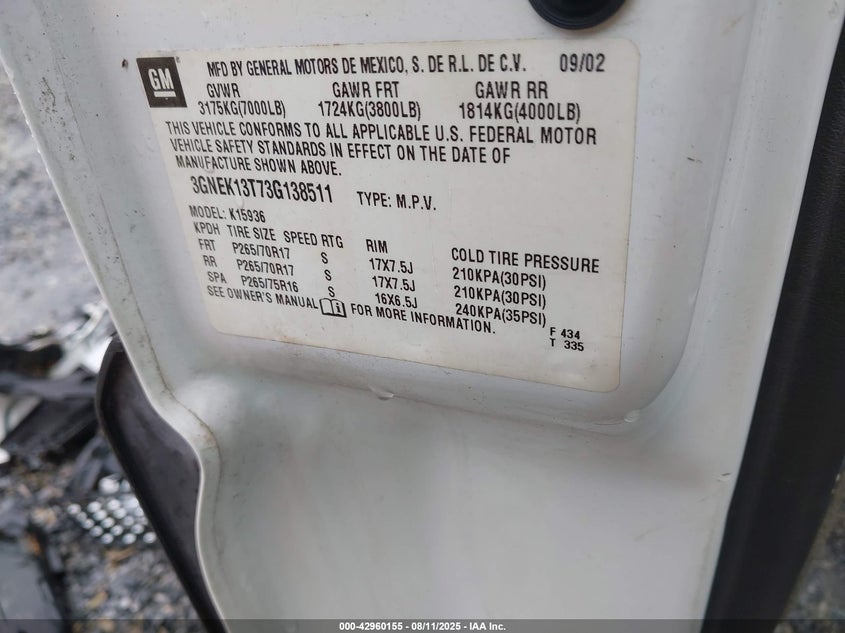 GM
MFD BY GENERAL MOTORS DE MEXICO, S. DE R.L. DE C.V. 09/02
GVWR GAWR FRT GAWR RR
3175KG(7000LB) 1724KG(3800LB) 1814KG(4000LB)
THIS VEHICLE CONFORMS TO ALL APPLICABLE U.S. FEDERAL MOTOR
VEHICLE SAFETY STANDARDS IN EFFECT ON THE DATE OF
MANUFACTURE SHOWN ABOVE.
3GNEK13T73G138511 TYPE: M.P.V.
MODEL: K15936
KPDH TIRE SIZE SPEED RTG RIM COLD TIRE PRESSURE
FRT P265/70R17 S 17X7.5J 210KPA(30PSI)
RR P265/70R17 S 17X7.5J 210KPA(30PSI)
SPA P265/75R16 S 16X6.5J 240KPA(35PSI)
SEE OWNER'S MANUAL FOR MORE INFORMATION.
F 434
T 335
000-42960155 - 08/11/2025 - IAA Inc.